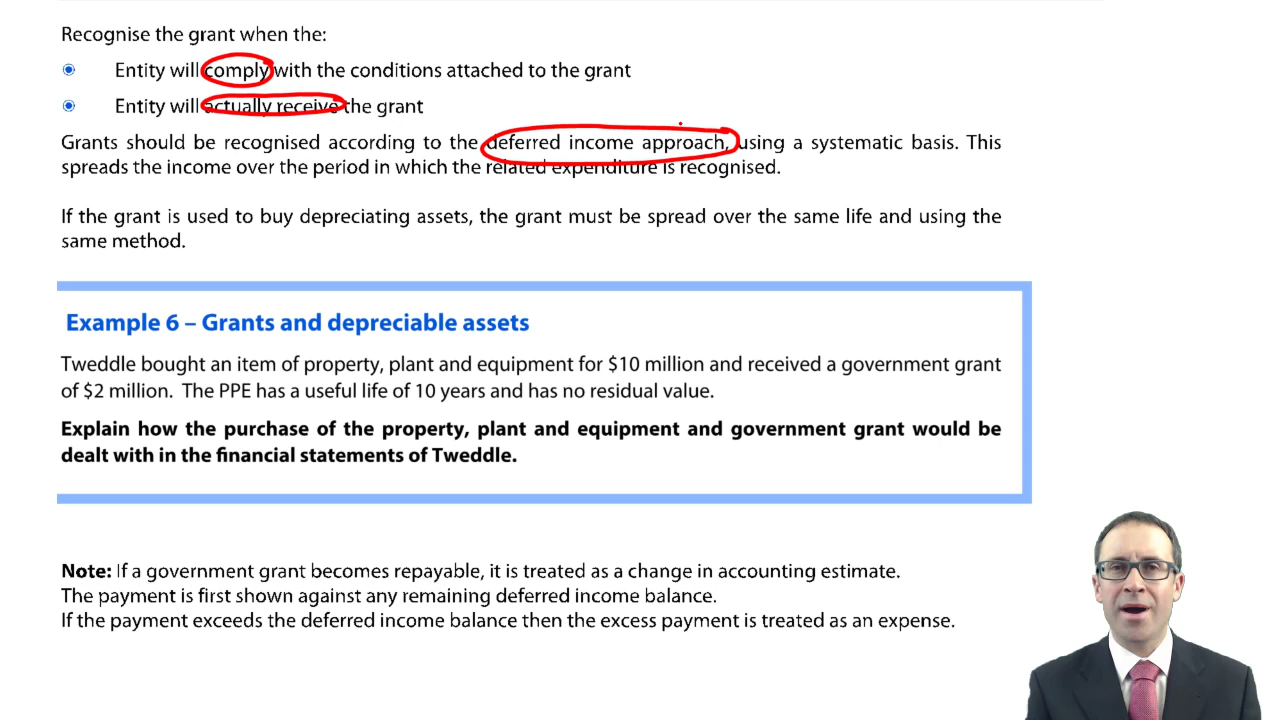 Recognise the grant when the:
Entity will comply with the conditions attached to the grant
Entity will actually receive the grant
Grants should be recognised according to the deferred income approach, using a systematic basis. This
spreads the income over the period in which the related expenditure is recognised.
If the grant is used to buy depreciating assets, the grant must be spread over the same life and using the
same method.
Example 6 – Grants and depreciable assets
Tweddle bought an item of property, plant and equipment for $10 million and received a government grant
of $2 million. The PPE has a useful life of 10 years and has no residual value.
Explain how the purchase of the property, plant and equipment and government grant would be
dealt with in the financial statements of Tweddle.
Note: If a government grant becomes repayable, it is treated as a change in accounting estimate.
The payment is first shown against any remaining deferred income balance.
If the payment exceeds the deferred income balance then the excess payment is treated as an expense.